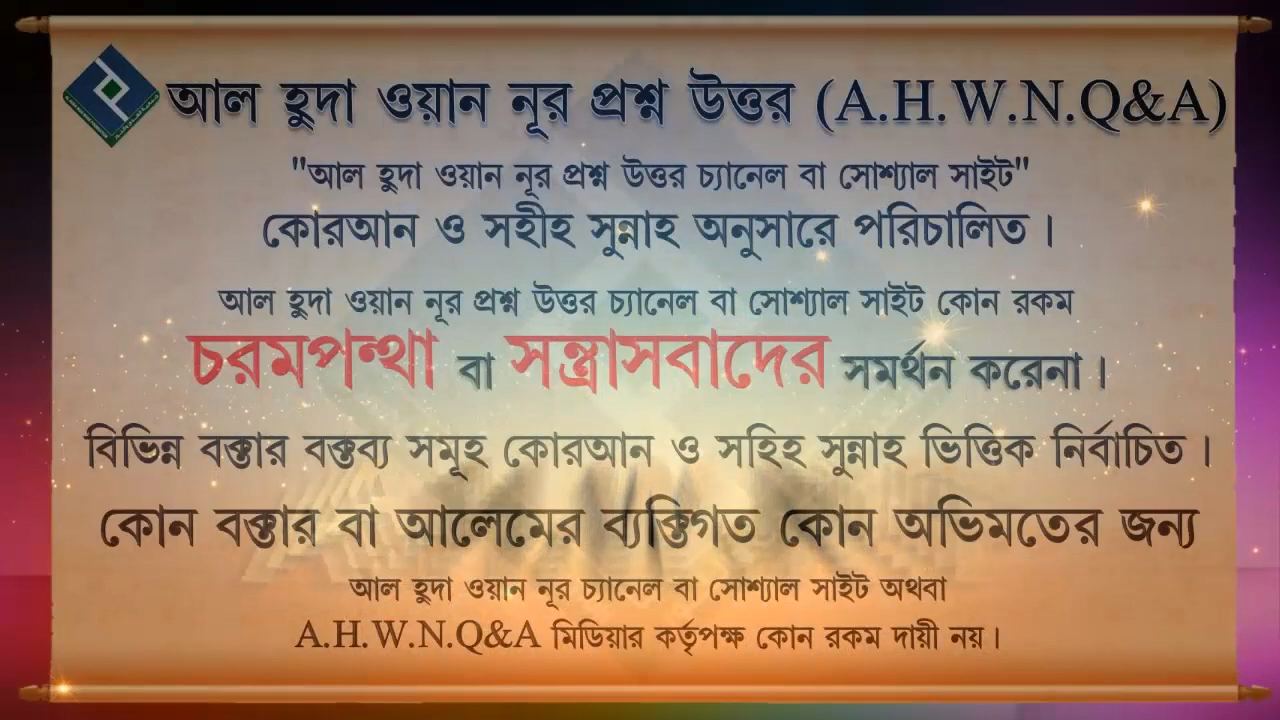 আল হুদা ওয়ান নূর প্রশ্ন উত্তর (A.H.W.N.Q&A)
"আল হুদা ওয়ান নূর প্রশ্ন উত্তর চ্যানেল বা সোশ্যাল সাইট"
কোরআন ও সহীহ সুন্নাহ অনুসারে পরিচালিত।
আল হুদা ওয়ান নূর প্রশ্ন উত্তর চ্যানেল বা সোশ্যাল সাইট কোন রকম
চরমপন্থা বা সন্ত্রাসবাদের সমর্থন করেনা।
বিভিন্ন বক্তার বক্তব্য সমূহ কোরআন ও সহিহ সুন্নাহ ভিত্তিক নির্বাচিত।
কোন বক্তার বা আলেমের ব্যক্তিগত কোন অভিমতের জন্য
আল হুদা ওয়ান নূর চ্যানেল বা সোশ্যাল সাইট অথবা
A.H.W.N.Q&A মিডিয়ার কর্তৃপক্ষ কোন রকম দায়ী নয়।